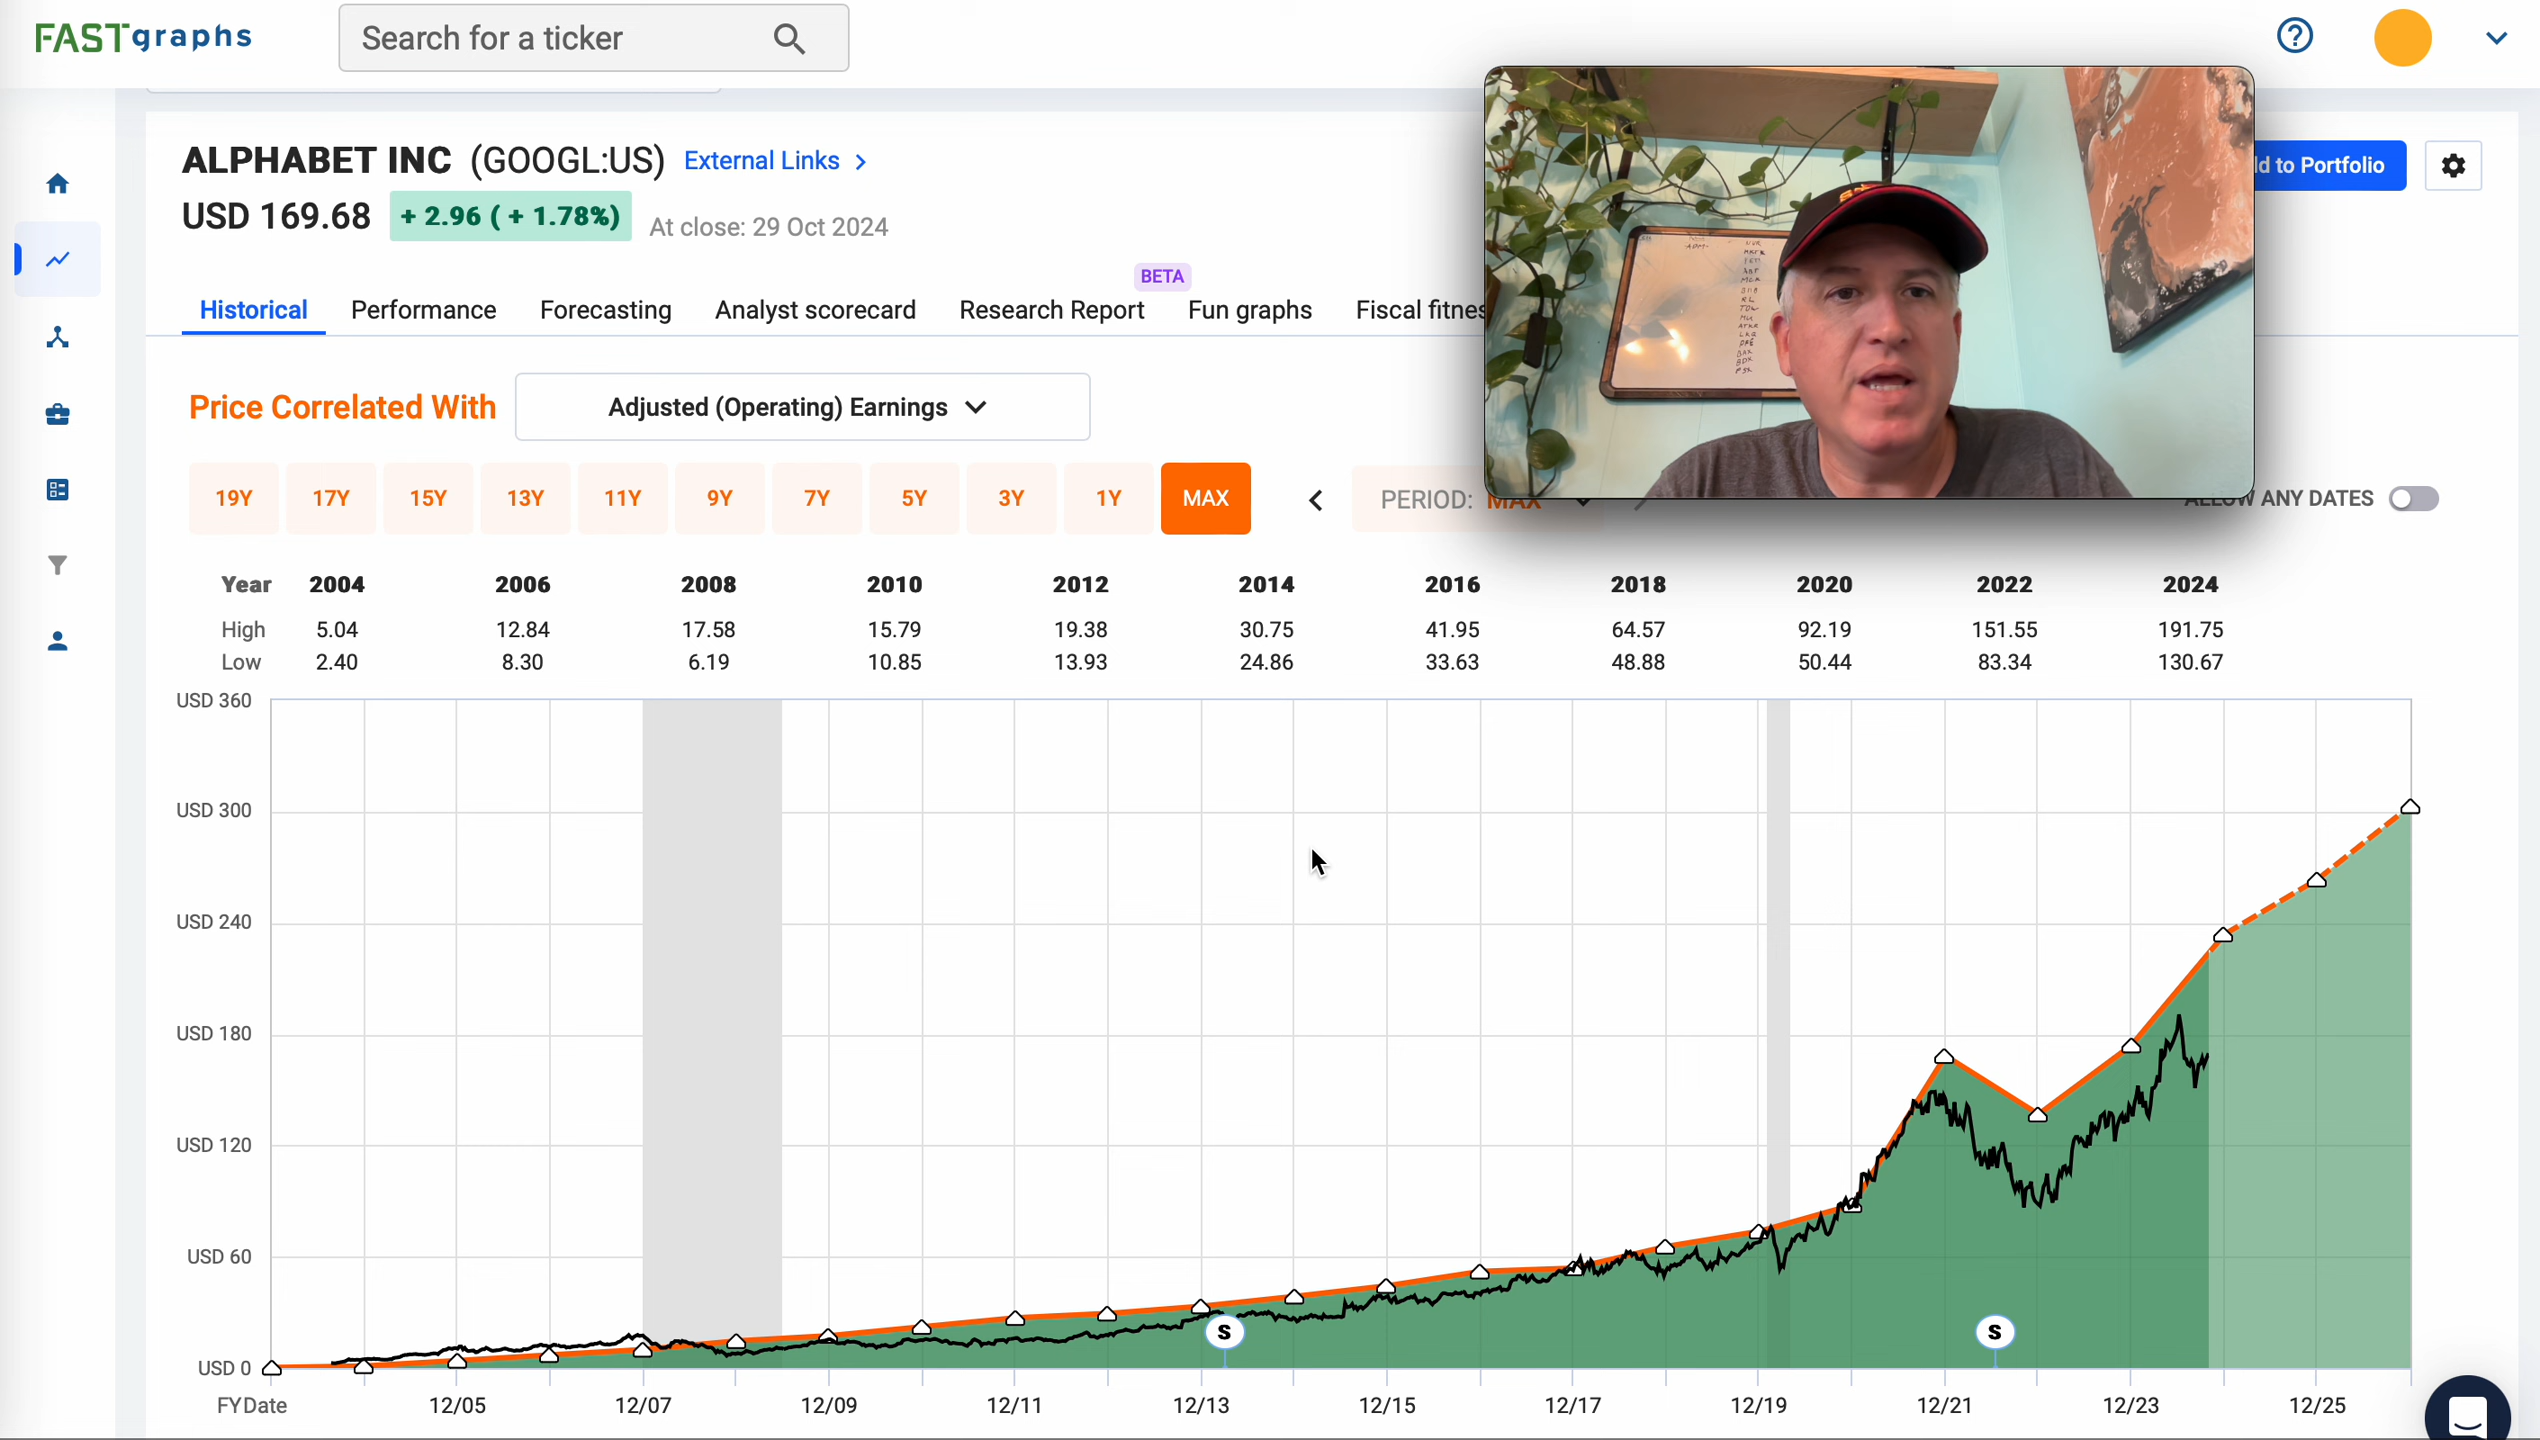 FASTgraphs
Search for a ticker
ALPHABET INC (GOOGL:US) External Links
USD 169.68 + 2.96 ( + 1.78%) At close: 29 Oct 2024
d to Portfolio
BETA
Historical Performance Forecasting Analyst scorecard Research Report Fun graphs Fiscal fitnes
Price Correlated With Adjusted (Operating) Earnings
19Y 17Y 15Y 13Y 11Y 9Y 7Y 5Y 3Y 1Y MAX PERIOD: MAX ALLOW ANY DATES
Year 2004 2006 2008 2010 2012 2014 2016 2018 2020 2022 2024
High 5.04 12.84 17.58 15.79 19.38 30.75 41.95 64.57 92.19 151.55 191.75
Low 2.40 8.30 6.19 10.85 13.93 24.86 33.63 48.88 50.44 83.34 130.67
USD 360
USD 300
USD 240
USD 180
USD 120
USD 60
USD 0
S S
FYDate 12/05 12/07 12/09 12/11 12/13 12/15 12/17 12/19 12/21 12/23 12/25